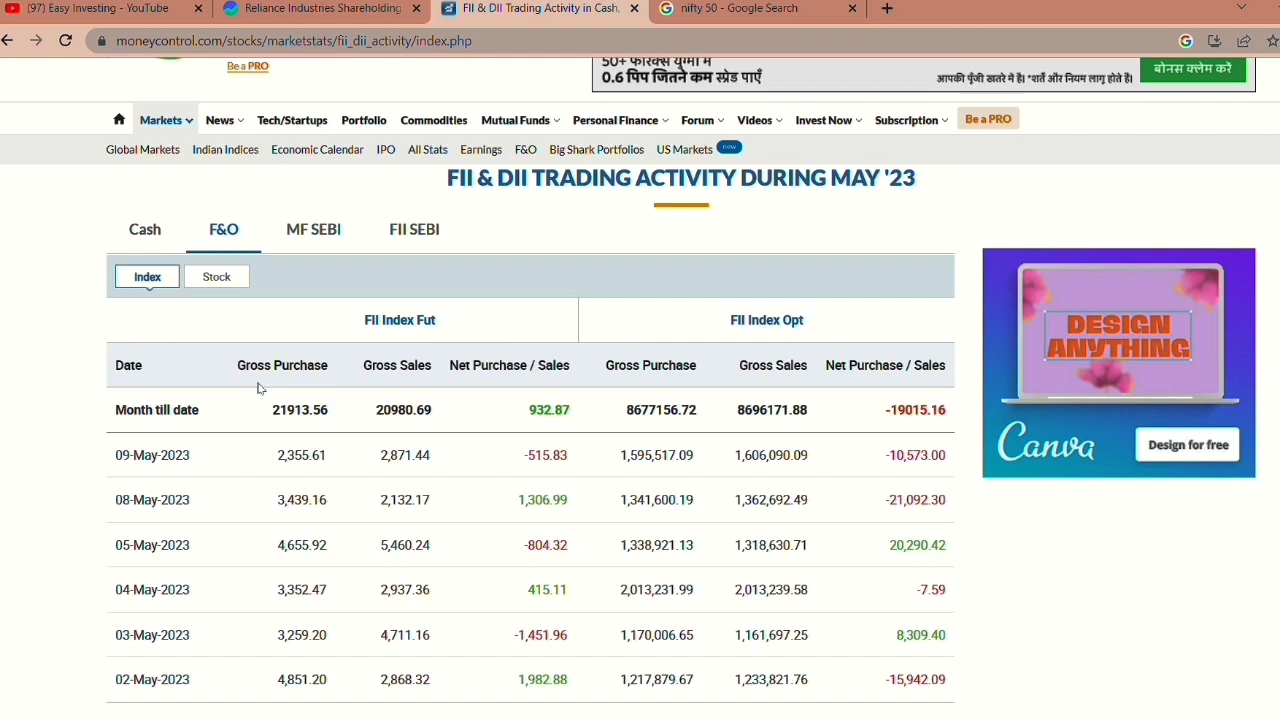 (97) Easy Investing - YouTube
Reliance Industries Shareholding
FII & DII Trading Activity in Cash,
nifty 50 - Google Search
moneycontrol.com/stocks/marketstats/fii_dii_activity/index.php
Be a PRO
50+ फॉरेक्स युग्मों में
0.6 पिप जितने कम स्प्रेड पाएँ
आपकी पूँजी खतरे में है। *शर्तें और नियम लागू होते हैं।
बोनस क्लेम करें
Markets News Tech/Startups Portfolio Commodities Mutual Funds Personal Finance Forum Videos Invest Now Subscription Be a PRO
Global Markets Indian Indices Economic Calendar IPO All Stats Earnings F&O Big Shark Portfolios US Markets new
FII & DII TRADING ACTIVITY DURING MAY '23
Cash F&O MF SEBI FII SEBI
Index Stock
FII Index Fut FII Index Opt
Date Gross Purchase Gross Sales Net Purchase / Sales Gross Purchase Gross Sales Net Purchase / Sales
Month till date 21913.56 20980.69 932.87 8677156.72 8696171.88 -19015.16
09-May-2023 2,355.61 2,871.44 -515.83 1,595,517.09 1,606,090.09 -10,573.00
08-May-2023 3,439.16 2,132.17 1,306.99 1,341,600.19 1,362,692.49 -21,092.30
05-May-2023 4,655.92 5,460.24 -804.32 1,338,921.13 1,318,630.71 20,290.42
04-May-2023 3,352.47 2,937.36 415.11 2,013,231.99 2,013,239.58 -7.59
03-May-2023 3,259.20 4,711.16 -1,451.96 1,170,006.65 1,161,697.25 8,309.40
02-May-2023 4,851.20 2,868.32 1,982.88 1,217,879.67 1,233,821.76 -15,942.09
DESIGN
ANYTHING
Canva
Design for free